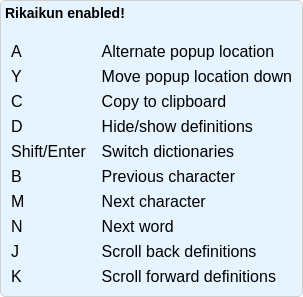 Rikaikun enabled!
A Alternate popup location
Y Move popup location down
C Copy to clipboard
D Hide/show definitions
Shift/Enter Switch dictionaries
B Previous character
M Next character
N Next word
J Scroll back definitions
K Scroll forward definitions